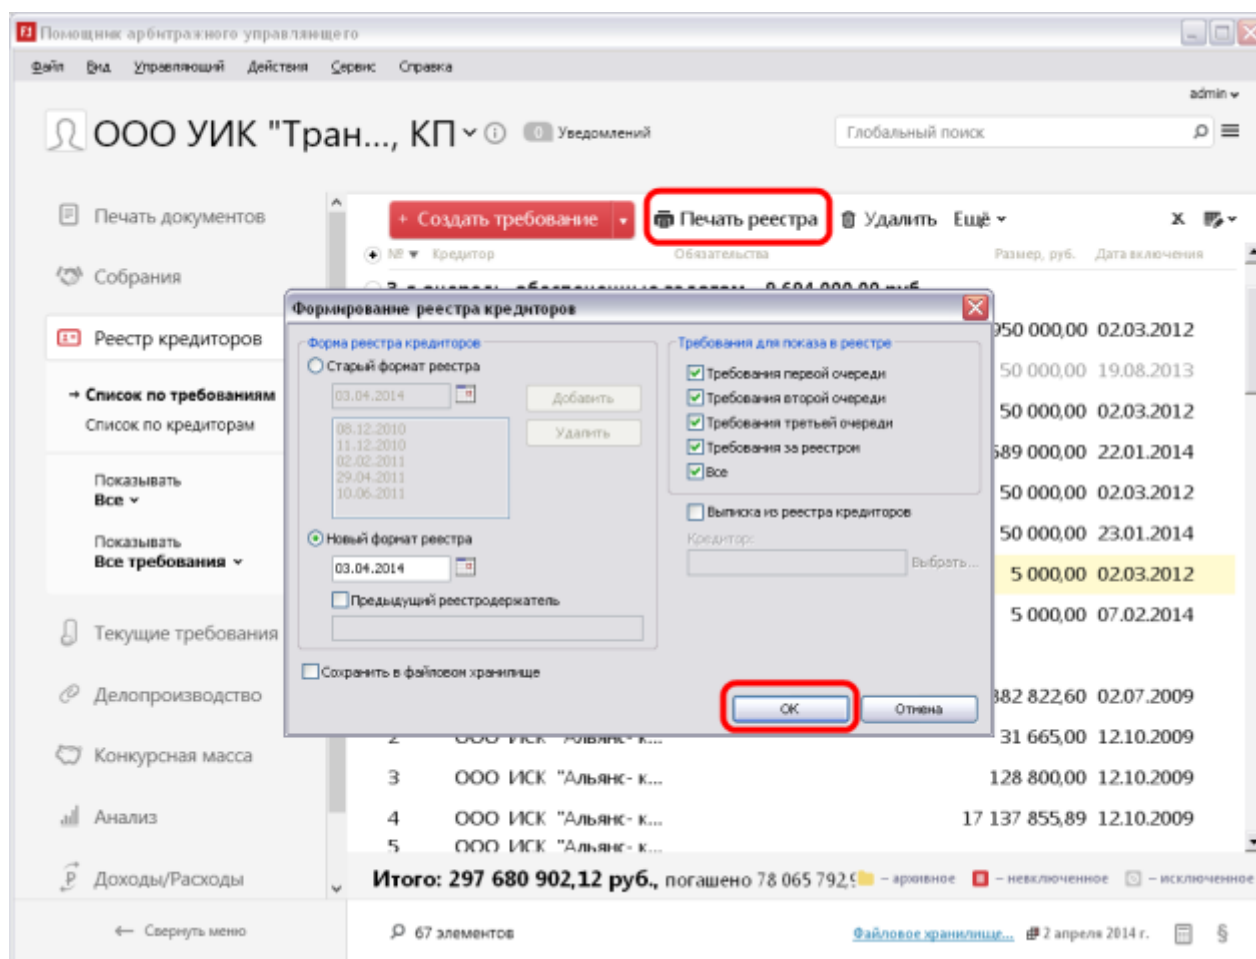 Помощник арбитражного управляющего
Файл Вид Управляющий Действия Сервис Справка
admin
ООО УИК "Тран..., КП 0 Уведомлений Глобальный поиск
Печать документов
Собрания
Реестр кредиторов
→ Список по требованиям
Список по кредиторам
Показывать
Все
Показывать
Все требования
Текущие требования
Делопроизводство
Конкурсная масса
Анализ
Доходы/Расходы
← Свернуть меню
+ Создать требование Печать реестра Удалить Ещё
№ Кредитор Обязательства Размер, руб. Дата включения
Формирование реестра кредиторов
Форма реестра кредиторов
Старый формат реестра
03.04.2014
Добавить
Удалить
08.12.2010
11.12.2010
02.02.2011
29.04.2011
10.06.2011
Новый формат реестра
03.04.2014
Предыдущий реестродержатель
Сохранить в файловом хранилище
Требования для показа в реестре
Требования первой очереди
Требования второй очереди
Требования третьей очереди
Требования за реестром
Все
Выписка из реестра кредиторов
Кредитор:
Выбрать...
ОК Отмена
950 000,00 02.03.2012
50 000,00 19.08.2013
50 000,00 02.03.2012
589 000,00 22.01.2014
50 000,00 02.03.2012
50 000,00 23.01.2014
5 000,00 02.03.2012
5 000,00 07.02.2014
382 822,60 02.07.2009
2 ООО ИСК "Альянс- к... 31 665,00 12.10.2009
3 ООО ИСК "Альянс- к... 128 800,00 12.10.2009
4 ООО ИСК "Альянс- к... 17 137 855,89 12.10.2009
5 ООО ИСК "Альянс- к...
Итого: 297 680 902,12 руб., погашено 78 065 792,9 – архивное – невключенное – исключенное
67 элементов Файловое хранилище... 2 апреля 2014 г. §